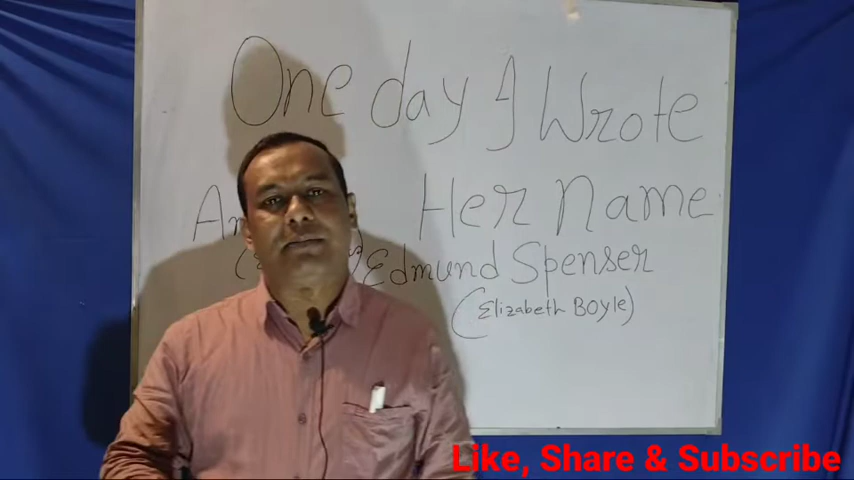 One day I Wrote
Her Name
Edmund Spenser
(Elizabeth Boyle)
Like, Share & Subscribe